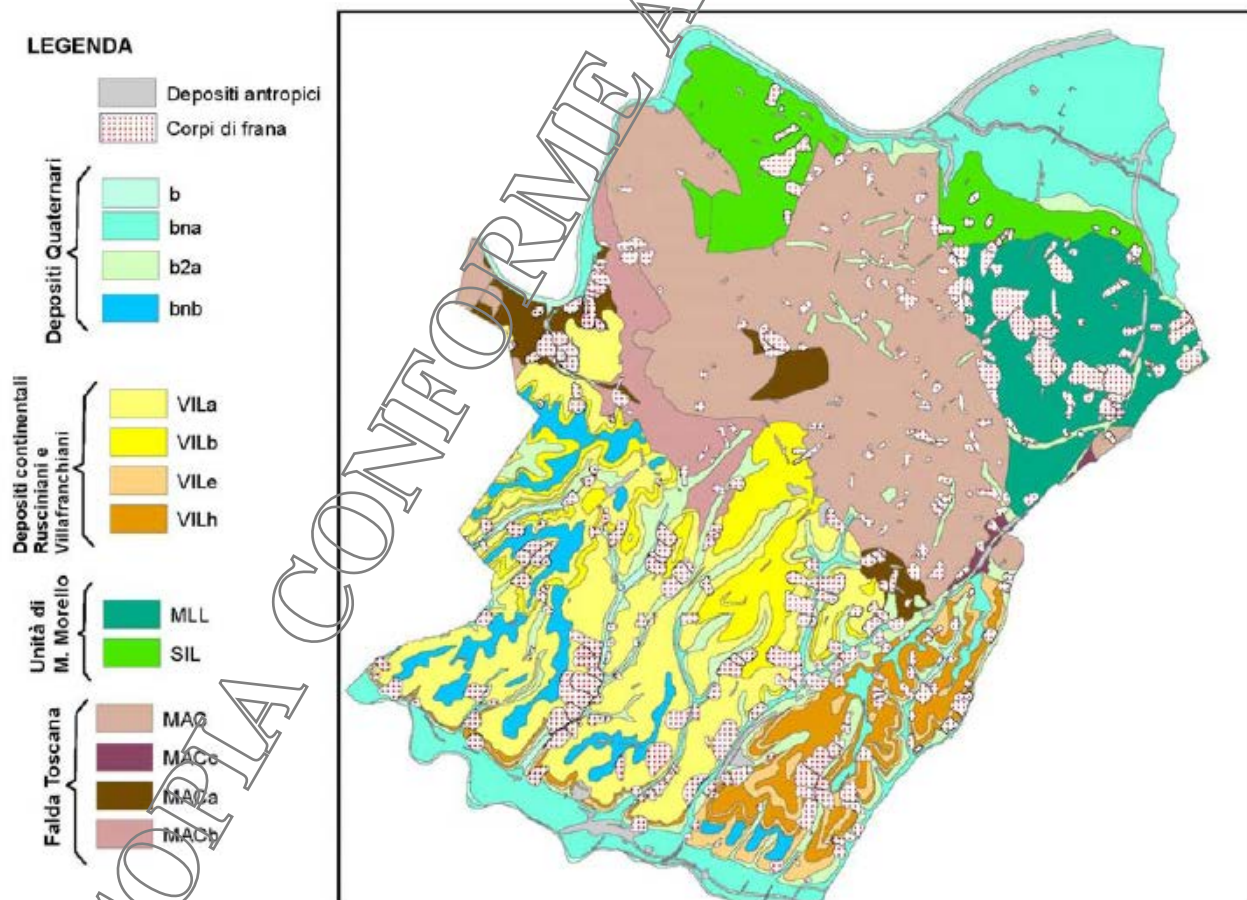 LEGENDA
Depositi antropici
Corpi di frana
Depositi Quaternari
b
bna
b2a
bnb
Depositi continentali
Rusciniani e
Villafranchiani
VILa
VILb
VILe
VILh
Unità di
M. Morello
MLL
SIL
Falda Toscana
MAC
MACc
MACa
MACb
COPIA CONFORME A